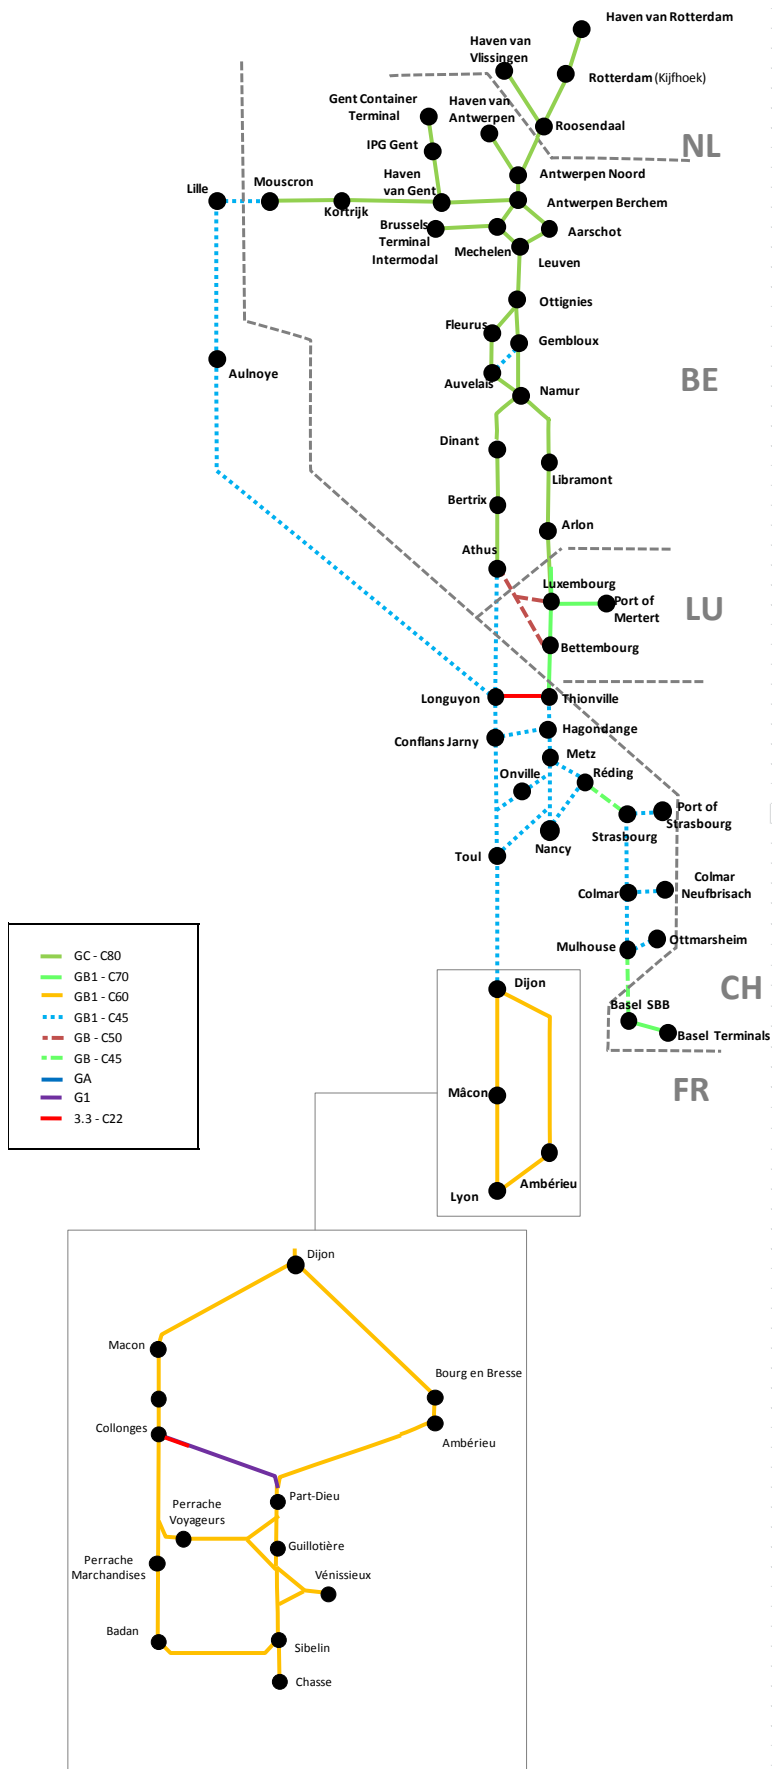 Haven van Rotterdam
Haven van
Vlissingen
Rotterdam (Kijfhoek)
Gent Container
Terminal
Haven van
Antwerpen
Roosendaal
NL
IPG Gent
Haven
van Gent
Antwerpen Noord
Lille
Mouscron
Kortrijk
Antwerpen Berchem
Brussels
Terminal
Intermodal
Mechelen
Aarschot
Leuven
Ottignies
Fleurus
Gembloux
Aulnoye
Auvelais
Namur
BE
Dinant
Libramont
Bertrix
Arlon
Athus
Luxembourg
Port of
Mertert
LU
Bettembourg
Longuyon
Thionville
Conflans Jarny
Hagondange
Metz
Onville
Réding
Port of
Strasbourg
Strasbourg
Nancy
Toul
Colmar
Colmar
Neufbrisach
Mulhouse
Ottmarsheim
CH
Basel SBB
Basel Terminals
FR
GC - C80
GB1 - C70
GB1 - C60
GB1 - C45
GB - C50
GB - C45
GA
G1
3.3 - C22
Dijon
Mâcon
Ambérieu
Lyon
Dijon
Macon
Bourg en Bresse
Collonges
Ambérieu
Part-Dieu
Perrache
Voyageurs
Guillotière
Perrache
Marchandises
Vénissieux
Badan
Sibelin
Chasse